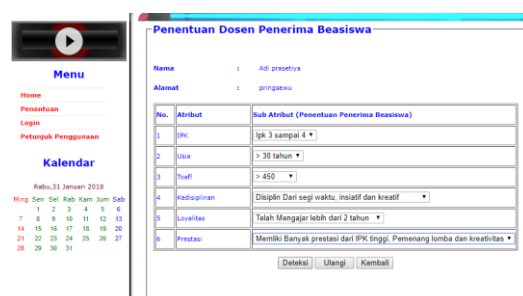 Menu
Home
Penentuan
Login
Petunjuk Penggunaan
Kalendar
Rabu,31 Januari 2018
Ming Sen Sel Rab Kam Jum Sab
1 2 3 4 5 6
7 8 9 10 11 12 13
14 15 16 17 18 19 20
21 22 23 24 25 26 27
28 29 30 31
Penentuan Dosen Penerima Beasiswa
Nama : Adi prasetiya
Alamat : pringsewu
No. Atribut Sub Atribut (Penentuan Penerima Beasiswa)
1 IPK Ipk 3 sampai 4
2 Usia > 30 tahun
3 Toefl > 450
4 Kedisiplinan Disiplin Dari segi waktu, insiatif dan kreatif
5 Loyalitas Telah Mengajar lebih dari 2 tahun
6 Prestasi Memliki Banyak prestasi dari IPK tinggi. Pemenang lomba dan kreativitas
Deteksi Ulangi Kembali